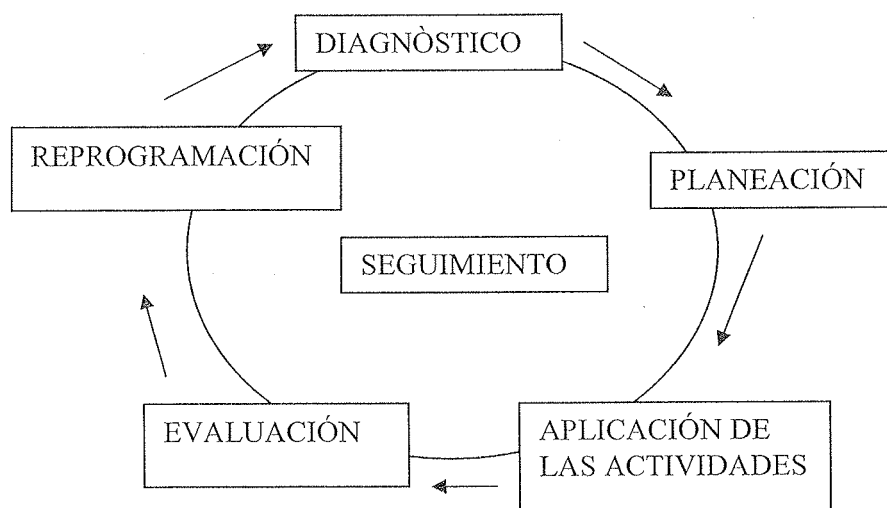 DIAGNÒSTICO
REPROGRAMACIÓN
PLANEACIÓN
SEGUIMIENTO
EVALUACIÓN
APLICACIÓN DE
LAS ACTIVIDADES